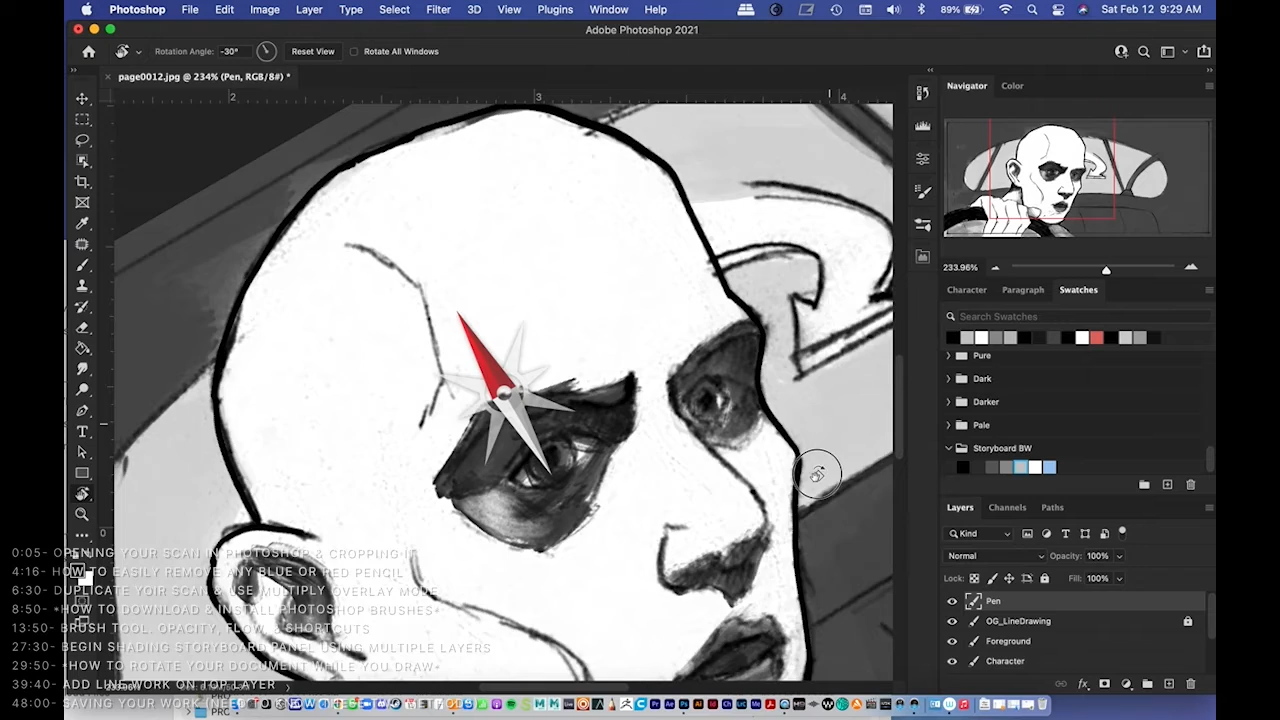 Photoshop File Edit Image Layer Type Select Filter 3D View Plugins Window Help 89% Sat Feb 12 9:29 AM
Adobe Photoshop 2021
Rotation Angle: -30° Reset View Rotate All Windows
page0012.jpg @ 234% (Pen, RGB/8#) *
2 3 4
Navigator Color
233.96%
Character Paragraph Swatches
Search Swatches
Pure
Dark
Darker
Pale
Storyboard BW
Layers Channels Paths
Kind
Normal Opacity: 100%
Lock: Fill: 100%
Pen
OG_LineDrawing
Foreground
Character
0:05- OPENING YOUR SCAN IN PHOTOSHOP & CROPPING IT
4:16- HOW TO EASILY REMOVE ANY BLUE OR RED PENCIL
6:30- DUPLICATE YOUR SCAN & USE MULTIPLY OVERLAY MODE
8:50- *HOW TO DOWNLOAD & INSTALL PHOTOSHOP BRUSHES*
13:50- BRUSH TOOL. OPACITY, FLOW, & SHORTCUTS
27:30- BEGIN SHADING STORYBOARD PANEL USING MULTIPLE LAYERS
29:50- *HOW TO ROTATE YOUR DOCUMENT WHILE YOU DRAW*
39:40- ADD LINE WORK ON TOP LAYER
48:00- SAVING YOUR WORK (NEED TO KNOW THESE TWO METHODS)